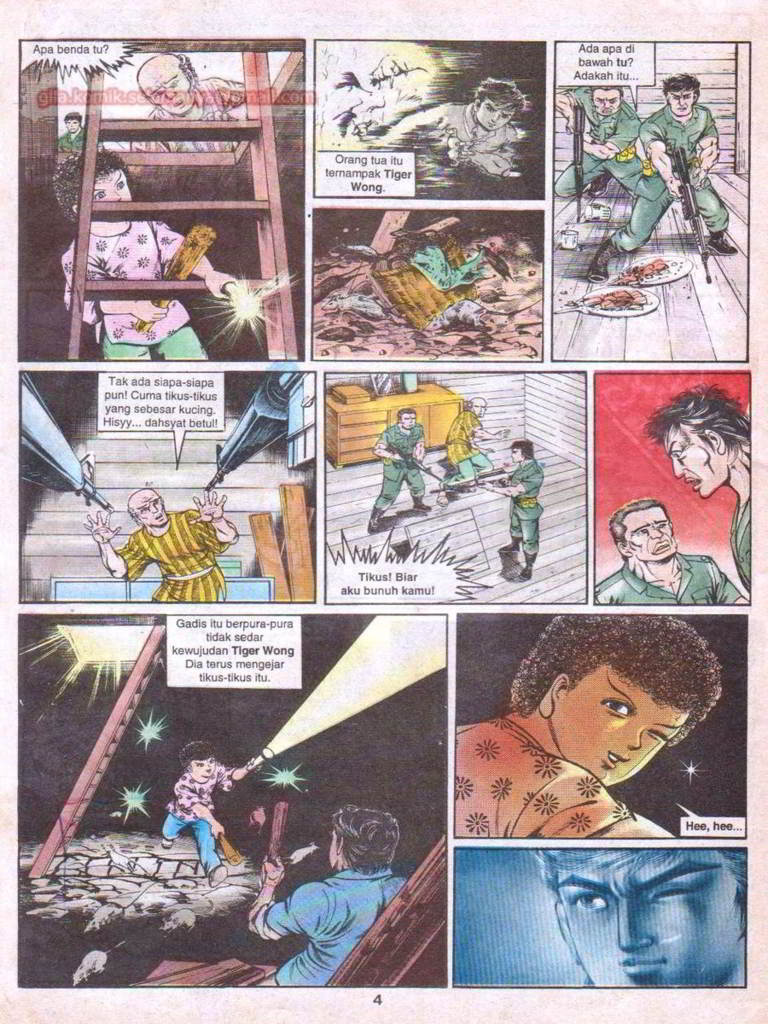 Apa benda tu?
Orang tua itu
ternampak Tiger
Wong.
Ada apa di
bawah tu?
Adakah itu...
Tak ada siapa-siapa
pun! Cuma tikus-tikus
yang sebesar kucing.
Hisyy... dahsyat betul!
Tikus! Biar
aku bunuh kamu!
Gadis itu berpura-pura
tidak sedar
kewujudan Tiger Wong
Dia terus mengejar
tikus-tikus itu.
Hee, hee...
4